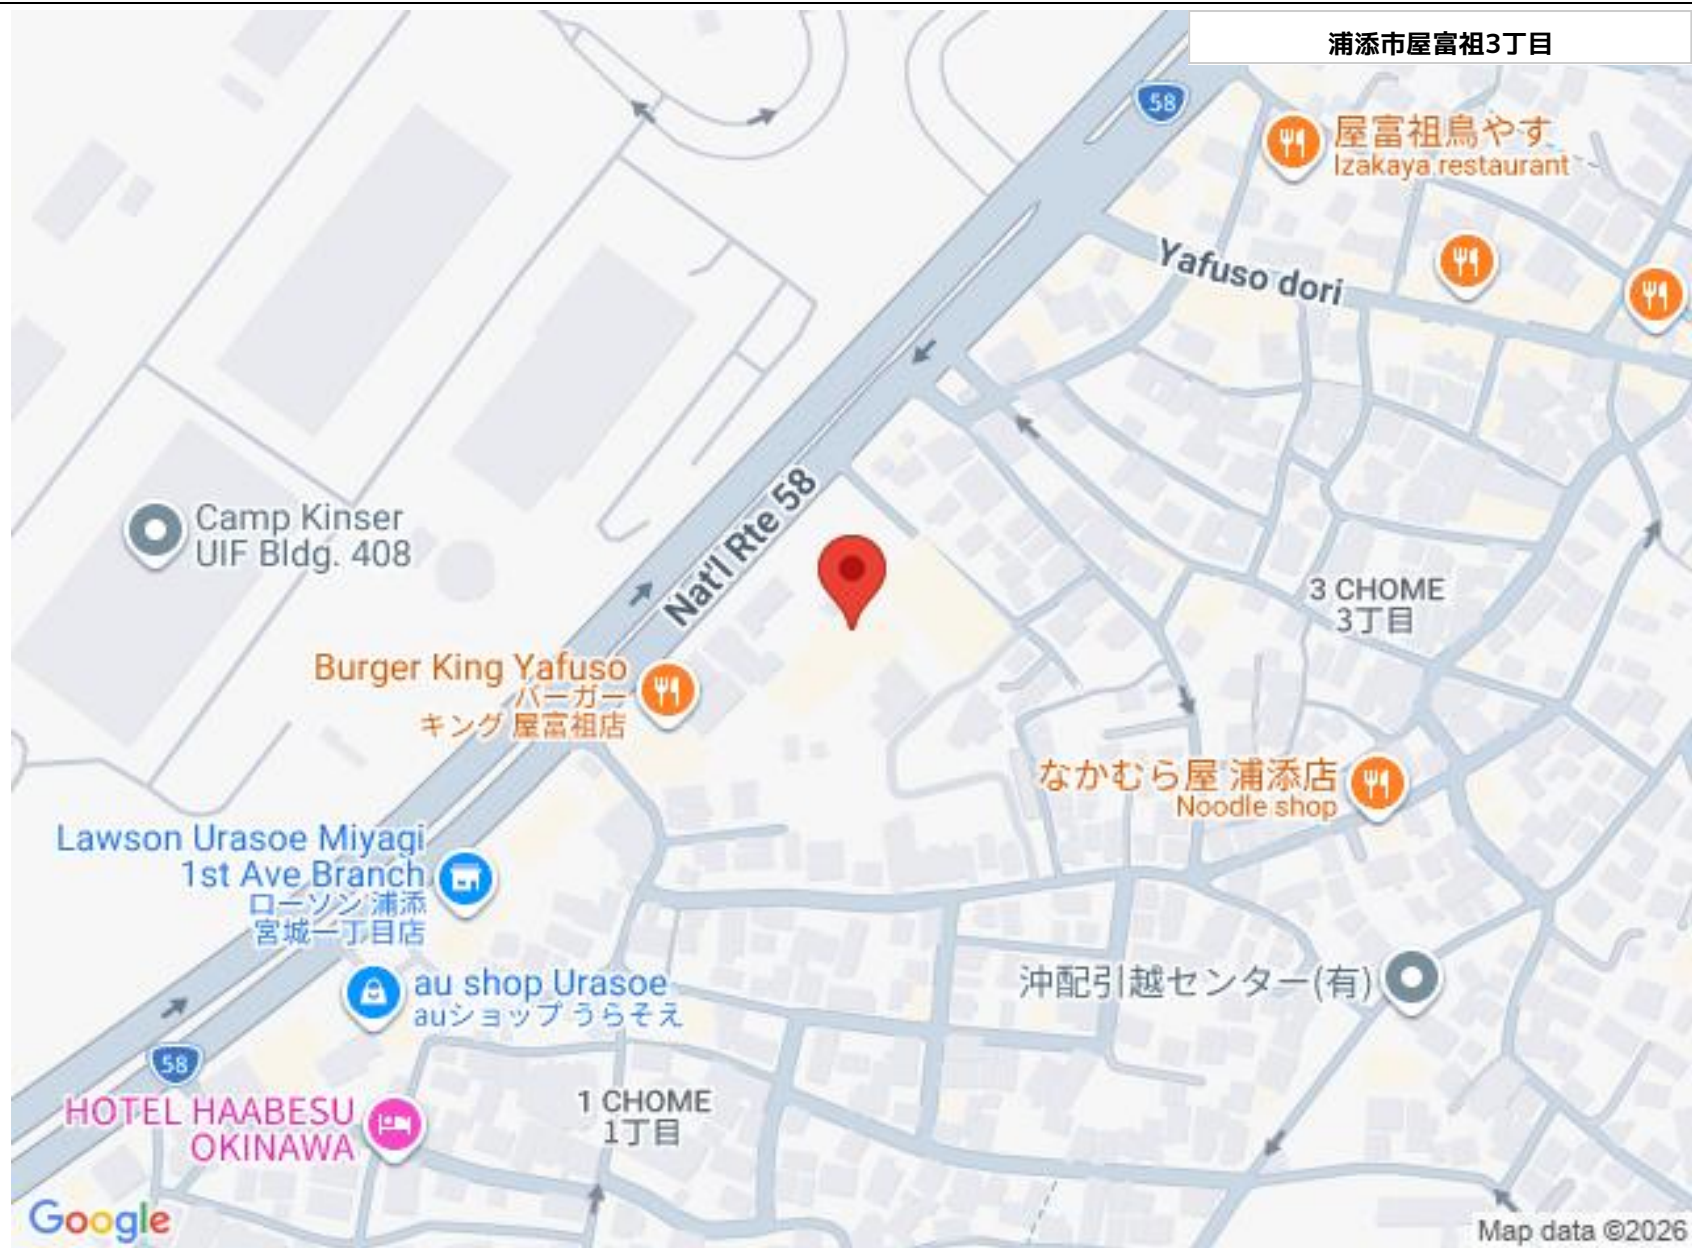 浦添市屋富祖3丁目
58
屋富祖鳥やす
Izakaya restaurant
Yafuso dori
Nat'l Rte 58
Camp Kinser
UIF Bldg. 408
3 CHOME
3丁目
Burger King Yafuso
バーガー
キング 屋富祖店
なかむら屋 浦添店
Noodle shop
Lawson Urasoe Miyagi
1st Ave Branch
ローソン 浦添
宮城一丁目店
au shop Urasoe
auショップ うらそえ
沖配引越センター(有)
58
HOTEL HAABESU
OKINAWA
1 CHOME
1丁目
Google
Map data ©2026